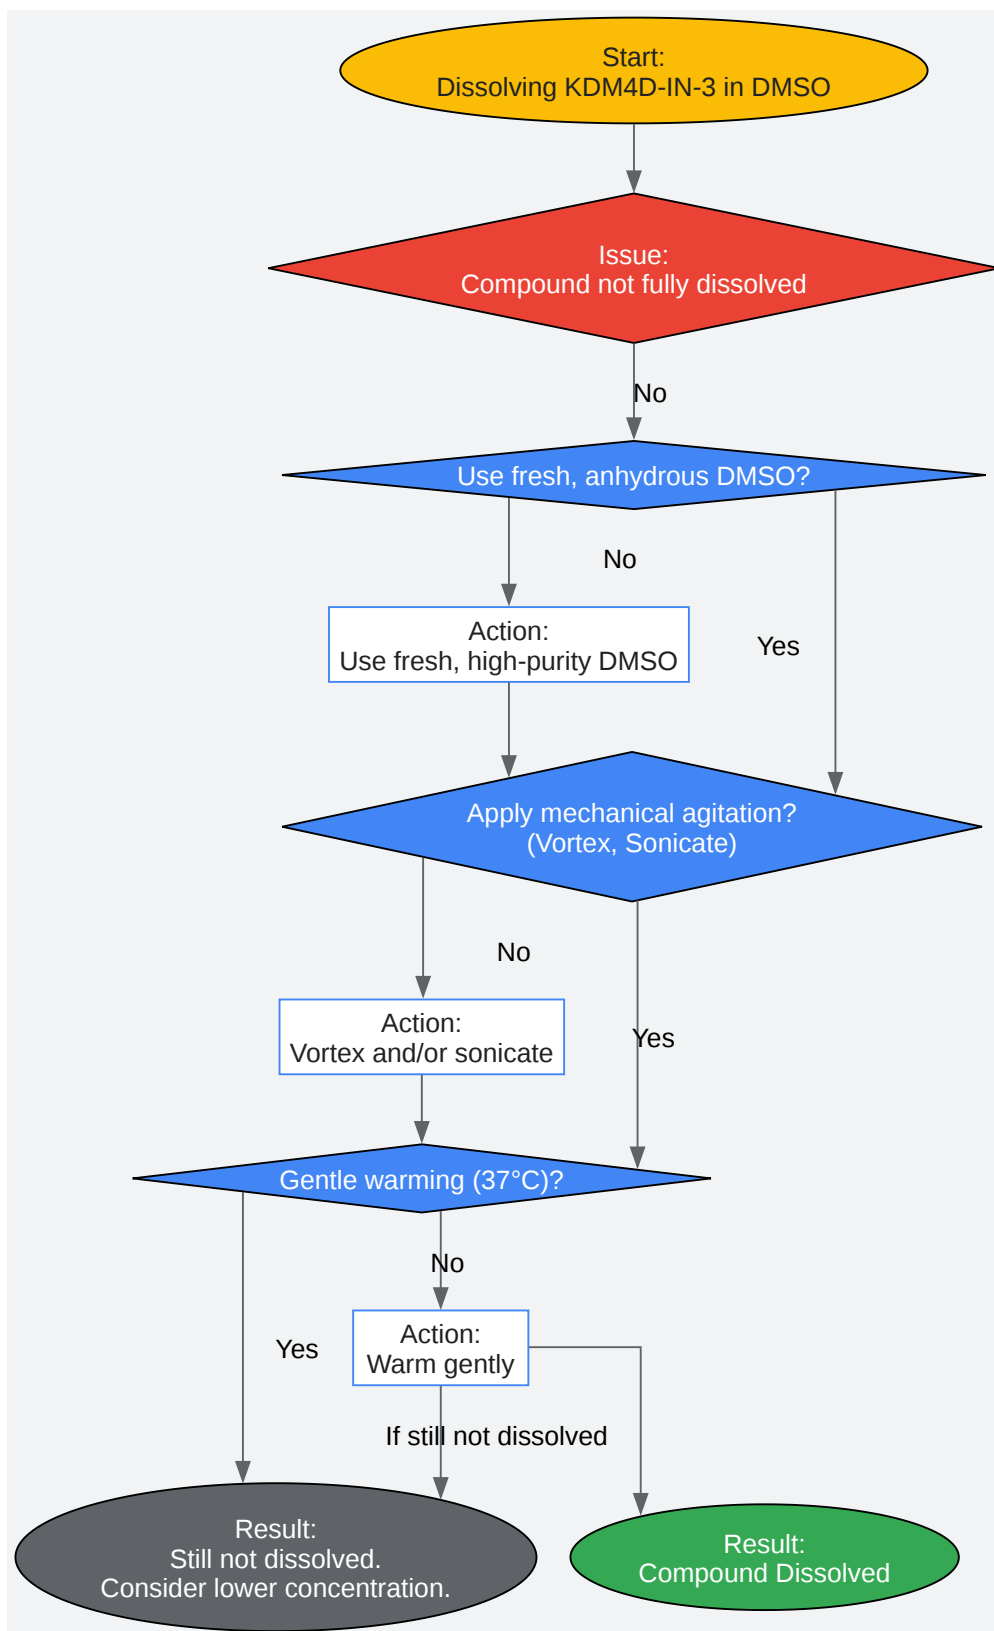 Start:
Dissolving KDM4D-IN-3 in DMSO
Issue:
Compound not fully dissolved
No
Use fresh, anhydrous DMSO?
No
Action:
Use fresh, high-purity DMSO
Yes
Apply mechanical agitation?
(Vortex, Sonicate)
No
Action:
Vortex and/or sonicate
Yes
Gentle warming (37°C)?
No
Action:
Warm gently
Yes
If still not dissolved
Result:
Still not dissolved.
Consider lower concentration.
Result:
Compound Dissolved